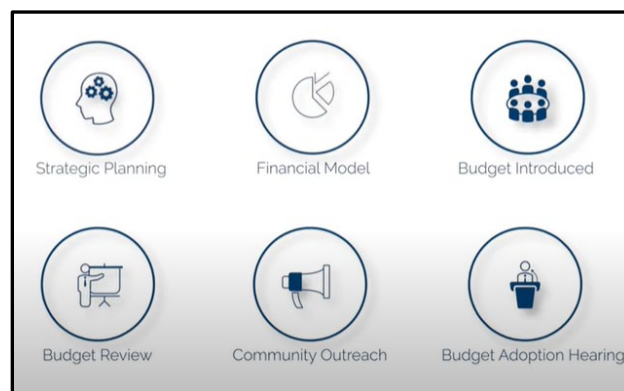 Strategic Planning
Financial Model
Budget Introduced
Budget Review
Community Outreach
Budget Adoption Hearing